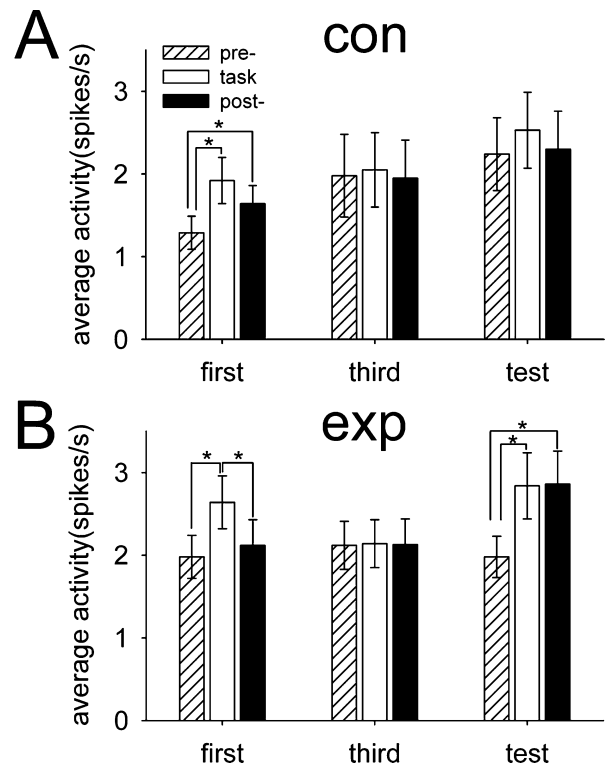 A con
pre-
task
post-
average activity(spikes/s)
3
2
1
0
* *
first third test
B exp
average activity(spikes/s)
3
2
1
0
* * * *
first third test